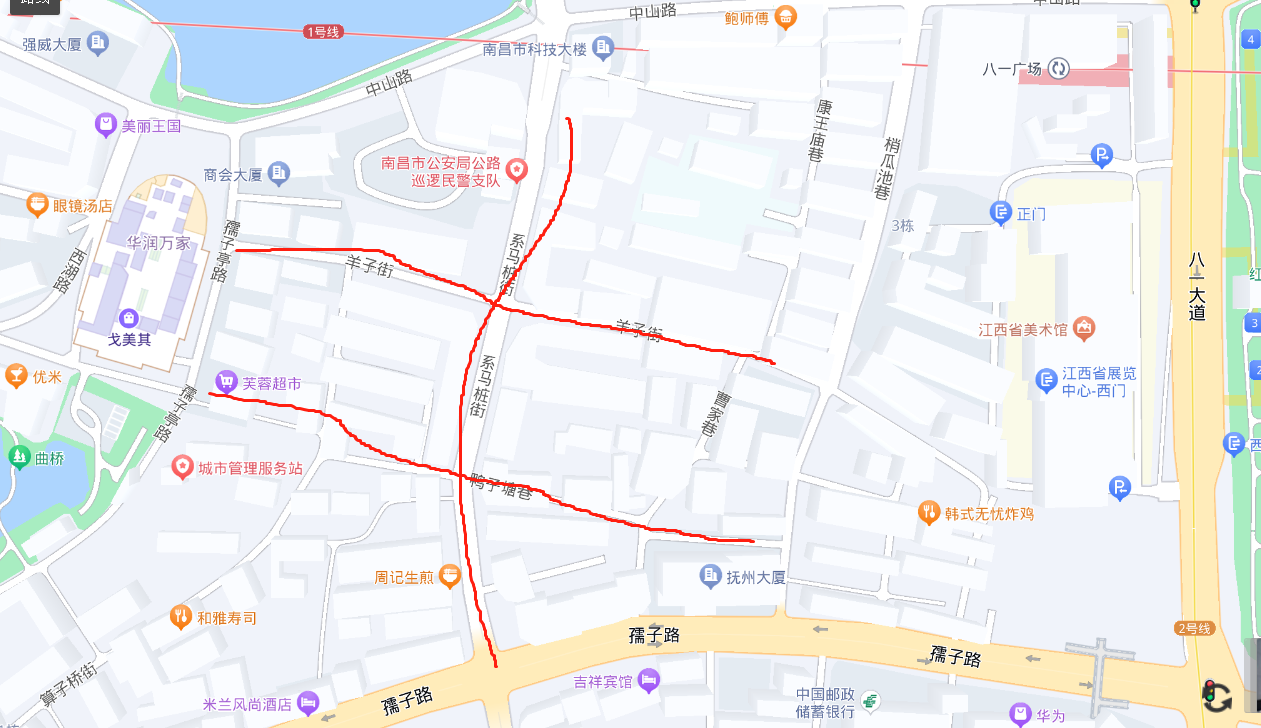 路线
中山路
中山路
1号线
强威大厦
南昌市科技大楼
鲍师傅
八一广场
4
中山路
美丽王国
康王庙巷
梢瓜池巷
南昌市公安局公路
巡逻民警支队
商会大厦
眼镜汤店
孺子亭路
正门
3栋
华润万家
西湖路
系马桩街
羊子街
八一大道
红
戈美其
羊子街
江西省美术馆
3
系马桩街
优米
芙蓉超市
江西省展览
中心-西门
2
孺子亭路
曹家巷
曲桥
城市管理服务站
西
鸭子塘巷
韩式无忧炸鸡
周记生煎
抚州大厦
和雅寿司
孺子路
2号线
孺子路
算子桥街
吉祥宾馆
米兰风尚酒店
孺子路
中国邮政
储蓄银行
华为